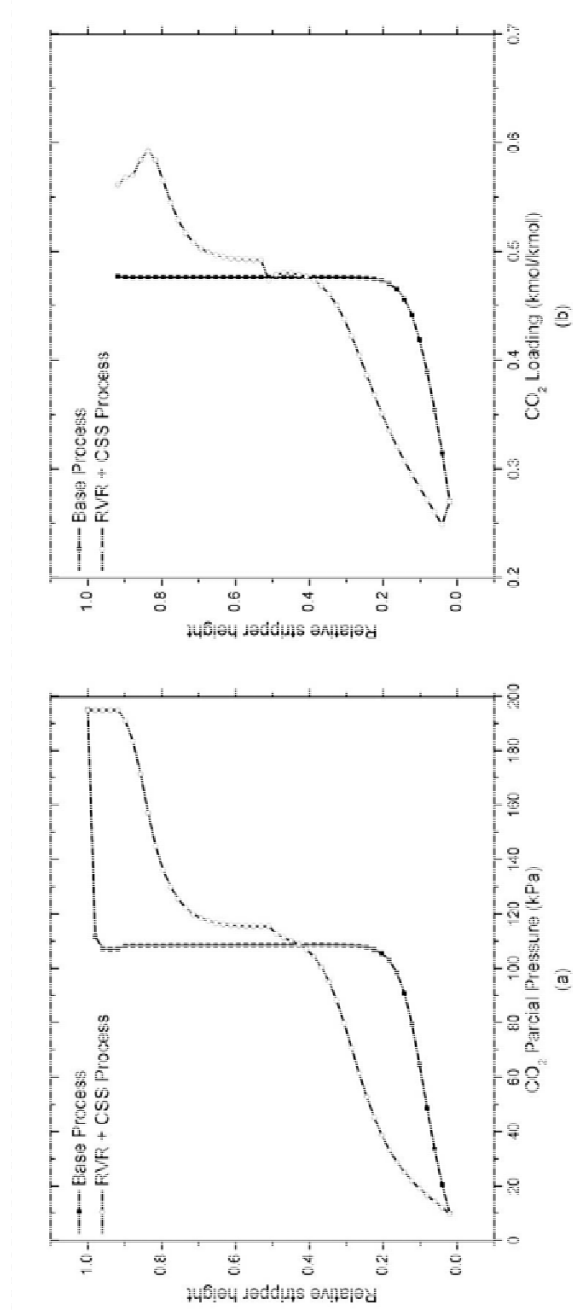 Base Process
RVR + CSS Process
Relative stripper height
1.0
0.8
0.6
0.4
0.2
0.0
0
20
40
60
80
100
120
140
160
180
200
CO2 Parcial Pressure (kPa)
(a)
Base Process
RVR + CSS Process
Relative stripper height
1.0
0.8
0.6
0.4
0.2
0.0
0.2
0.3
0.4
0.5
0.6
0.7
CO2 Loading (kmol/kmol)
(b)